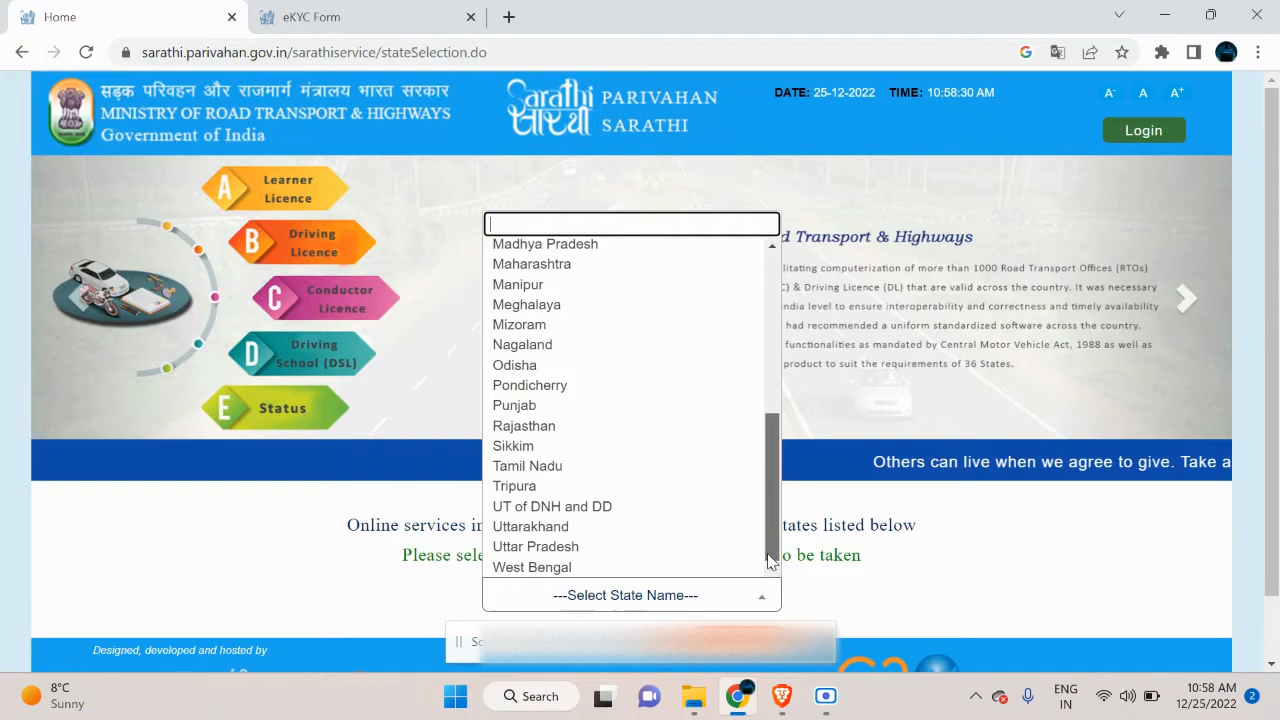 Home
eKYC Form
sarathi.parivahan.gov.in/sarathiservice/stateSelection.do
सड़क परिवहन और राजमार्ग मंत्रालय भारत सरकार
MINISTRY OF ROAD TRANSPORT & HIGHWAYS
Government of India
Sarathi
सारथी
PARIVAHAN
SARATHI
DATE: 25-12-2022 TIME: 10:58:30 AM
A- A A+
Login
A Learner
Licence
B Driving
Licence
C Conductor
Licence
D Driving
School (DSL)
E Status
d Transport & Highways
litating computerization of more than 1000 Road Transport Offices (RTOs)
C) & Driving Licence (DL) that are valid across the country. It was necessary
India level to ensure interoperability and correctness and timely availability
had recommended a uniform standardized software across the country.
functionalities as mandated by Central Motor Vehicle Act, 1988 as well as
product to suit the requirements of 36 States.
Madhya Pradesh
Maharashtra
Manipur
Meghalaya
Mizoram
Nagaland
Odisha
Pondicherry
Punjab
Rajasthan
Sikkim
Tamil Nadu
Tripura
UT of DNH and DD
Uttarakhand
Uttar Pradesh
West Bengal
---Select State Name---
Others can live when we agree to give. Take a
Online services in
tates listed below
Please sele
o be taken
Designed, developed and hosted by
8°C
Sunny
Search
ENG
IN
10:58 AM
12/25/2022
2